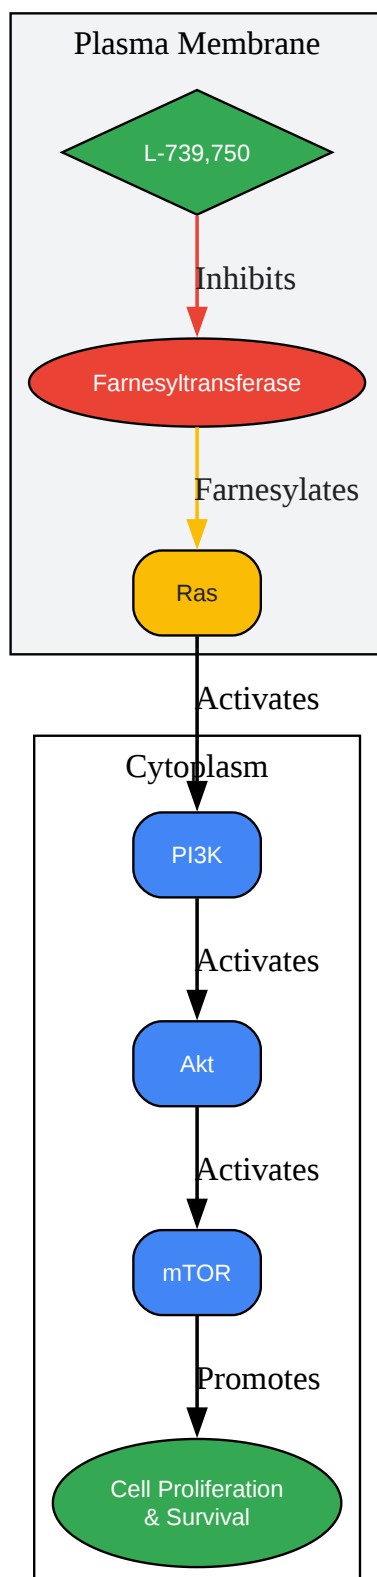 Plasma Membrane
L-739,750
Inhibits
Farnesyltransferase
Farnesylates
Ras
Activates
Cytoplasm
PI3K
Activates
Akt
Activates
mTOR
Promotes
Cell Proliferation
& Survival